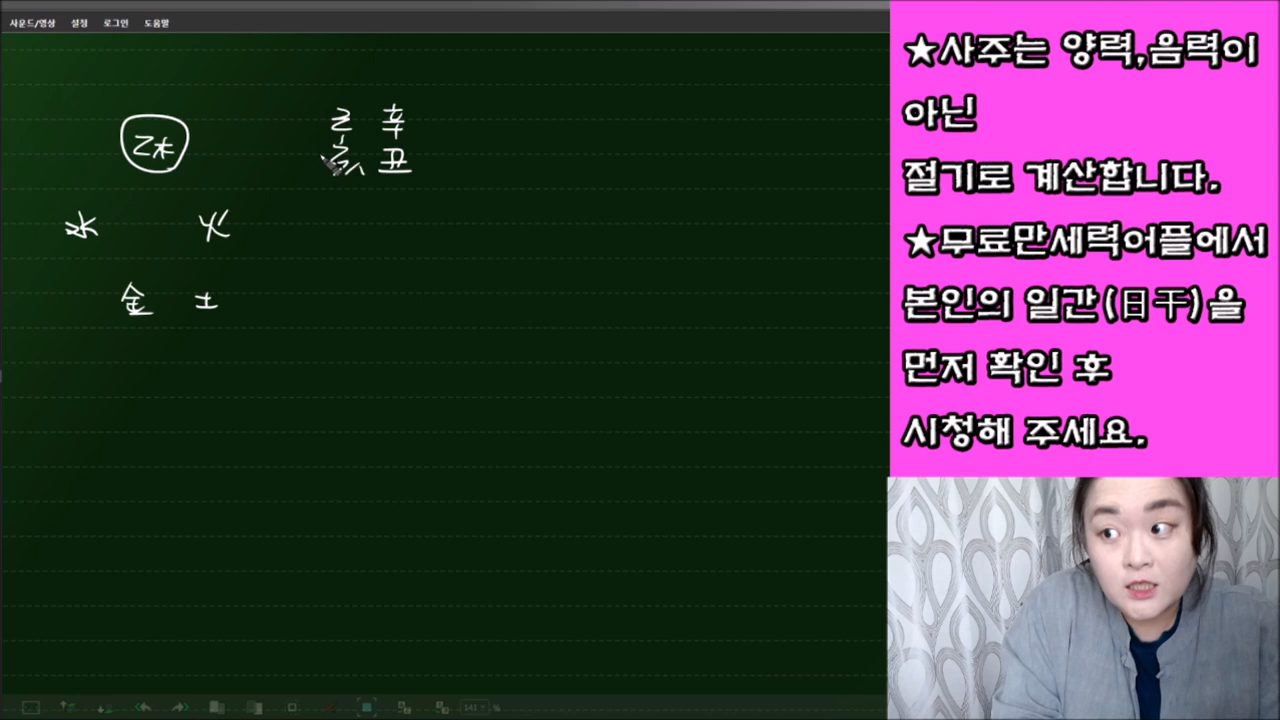 사운드/영상 설정 로그인 도움말
乙木
水 火
金 土
辛
丑
143 %
★사주는 양력,음력이
아닌
절기로 계산합니다.
★무료만세력어플에서
본인의 일간(日干)을
먼저 확인 후
시청해 주세요.